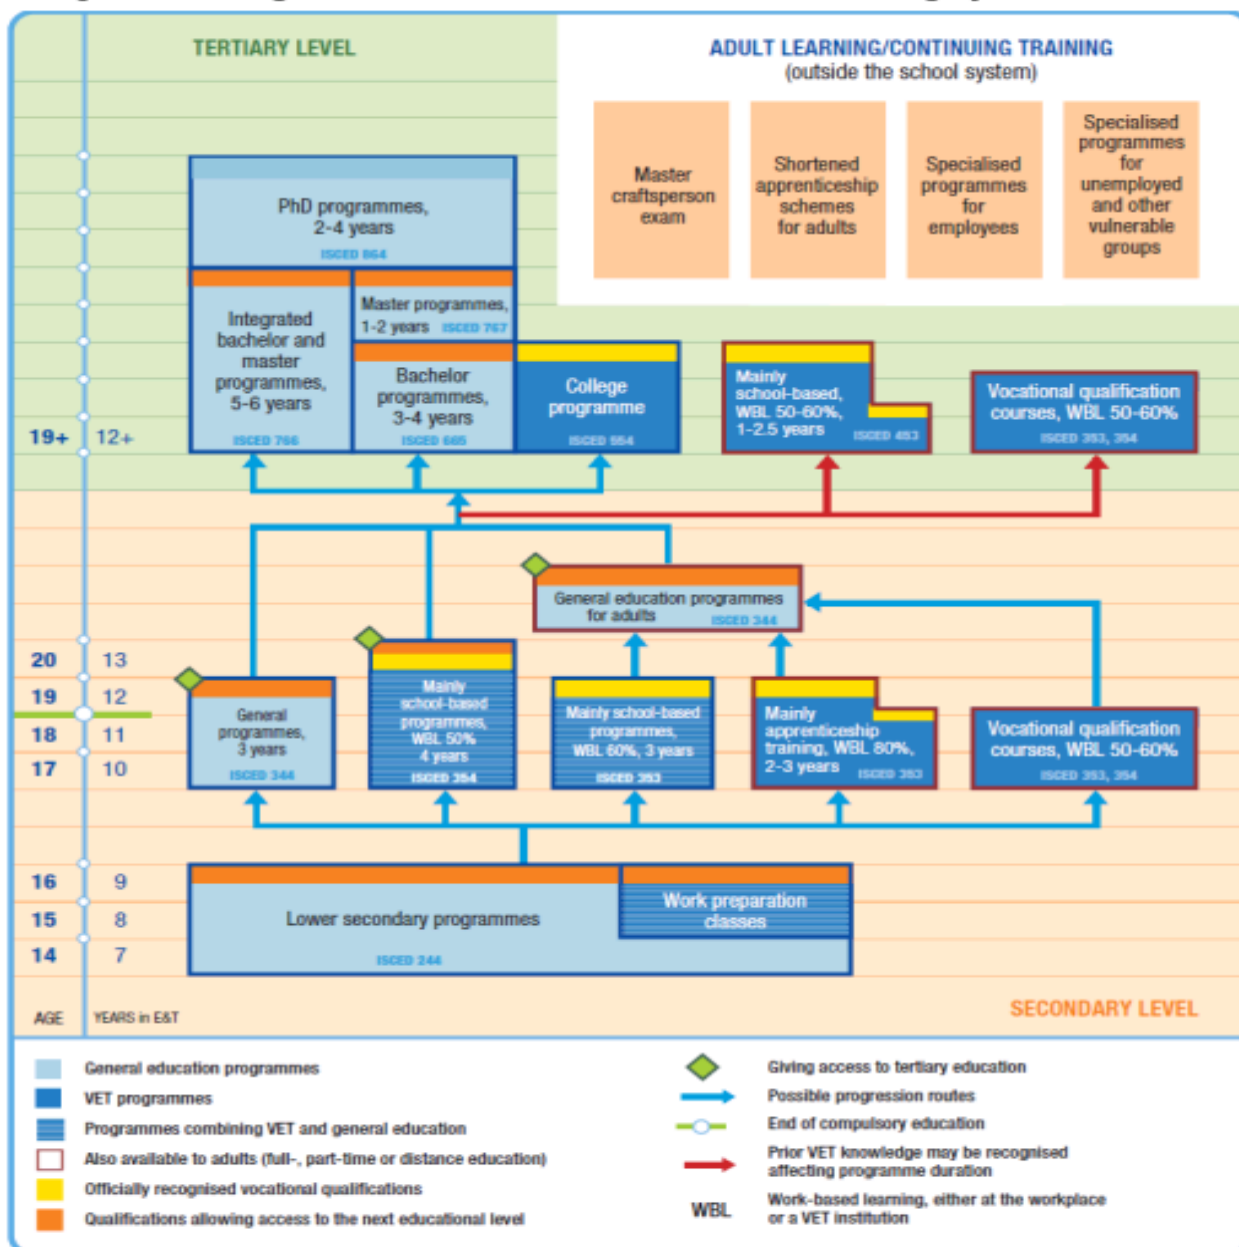 TERTIARY LEVEL
ADULT LEARNING/CONTINUING TRAINING
(outside the school system)
Master
craftsperson
exam
Shortened
apprenticeship
schemes
for adults
Specialised
programmes
for
employees
Specialised
programmes
for
unemployed
and other
vulnerable
groups
PhD programmes,
2-4 years
ISCED 864
Integrated
bachelor and
master
programmes,
5-6 years
ISCED 766
Master programmes,
1-2 years ISCED 767
Bachelor
programmes,
3-4 years
ISCED 665
College
programme
ISCED 554
Mainly
school-based,
WBL 50-60%,
1-2.5 years
ISCED 453
Vocational qualification
courses, WBL 50-60%
ISCED 353, 354
19+ 12+
General education programmes
for adults
ISCED 344
20 13
19 12
18 11
17 10
General
programmes,
3 years
ISCED 344
Mainly
school-based
programmes,
WBL 50%
4 years
ISCED 354
Mainly school-based
programmes,
WBL 60%, 3 years
ISCED 353
Mainly
apprenticeship
training, WBL 80%,
2-3 years
ISCED 353
Vocational qualification
courses, WBL 50-60%
ISCED 353, 354
16 9
15 8
14 7
Lower secondary programmes
ISCED 244
Work preparation
classes
AGE YEARS in E&T
SECONDARY LEVEL
General education programmes
VET programmes
Programmes combining VET and general education
Also available to adults (full-, part-time or distance education)
Officially recognised vocational qualifications
Qualifications allowing access to the next educational level
Giving access to tertiary education
Possible progression routes
End of compulsory education
Prior VET knowledge may be recognised
affecting programme duration
WBL
Work-based learning, either at the workplace
or a VET institution